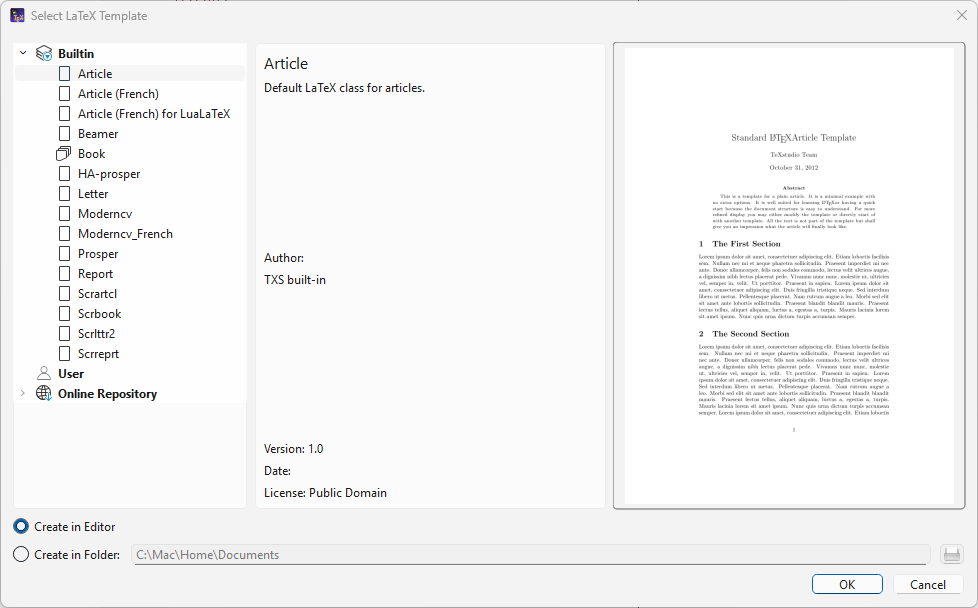 Select LaTeX Template
Builtin
Article
Article (French)
Article (French) for LuaLaTeX
Beamer
Book
HA-prosper
Letter
Moderncv
Moderncv_French
Prosper
Report
Scrartcl
Scrbook
Scrlttr2
Scrreprt
User
Online Repository
Article
Default LaTeX class for articles.
Author:
TXS built-in
Version: 1.0
Date:
License: Public Domain
Standard LATEXArticle Template
TeXstudio Team
October 31, 2012
Abstract
This is a template for a plain article. It is a minimal example with
no extra options. It is well suited for learning LATEXor having a quick
start because the document structure is easy to understand. For more
refined display you may either modify the template or directly start of
with another template. All the text is not part of the template but shall
give you an impression what the article will finally look like.
1 The First Section
Lorem ipsum dolor sit amet, consectetuer adipiscing elit. Etiam lobortis facilisis
sem. Nullam nec mi et neque pharetra sollicitudin. Praesent imperdiet mi nec
ante. Donec ullamcorper, felis non sodales commodo, lectus velit ultrices augue,
a dignissim nibh lectus placerat pede. Vivamus nunc nunc, molestie ut, ultricies
vel, semper in, velit. Ut porttitor. Praesent in sapien. Lorem ipsum dolor sit
amet, consectetuer adipiscing elit. Duis fringilla tristique neque. Sed interdum
libero ut metus. Pellentesque placerat. Nam rutrum augue a leo. Morbi sed elit
sit amet ante lobortis sollicitudin. Praesent blandit blandit mauris. Praesent
lectus tellus, aliquet aliquam, luctus a, egestas a, turpis. Mauris lacinia lorem
sit amet ipsum. Nunc quis urna dictum turpis accumsan semper.
2 The Second Section
Lorem ipsum dolor sit amet, consectetuer adipiscing elit. Etiam lobortis facilisis
sem. Nullam nec mi et neque pharetra sollicitudin. Praesent imperdiet mi nec
ante. Donec ullamcorper, felis non sodales commodo, lectus velit ultrices
augue, a dignissim nibh lectus placerat pede. Vivamus nunc nunc, molestie
ut, ultricies vel, semper in, velit. Ut porttitor. Praesent in sapien. Lorem
ipsum dolor sit amet, consectetuer adipiscing elit. Duis fringilla tristique neque.
Sed interdum libero ut metus. Pellentesque placerat. Nam rutrum augue a
leo. Morbi sed elit sit amet ante lobortis sollicitudin. Praesent blandit blandit
mauris. Praesent lectus tellus, aliquet aliquam, luctus a, egestas a, turpis.
Mauris lacinia lorem sit amet ipsum. Nunc quis urna dictum turpis accumsan
semper. Lorem ipsum dolor sit amet, consectetuer adipiscing elit. Etiam lobortis
1
Create in Editor
Create in Folder:
C:\Mac\Home\Documents
OK
Cancel